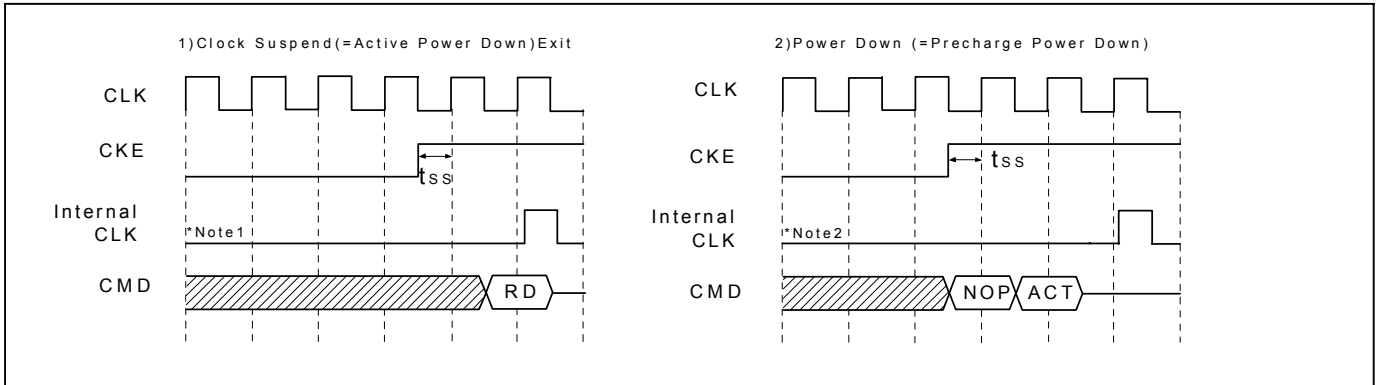 1)Clock Suspend(=Active Power Down)Exit
CLK
CKE
tss
Internal
CLK
*Note1
CMD
RD
2)Power Down (=Precharge Power Down)
CLK
CKE
tss
Internal
CLK
*Note2
CMD
NOP
ACT